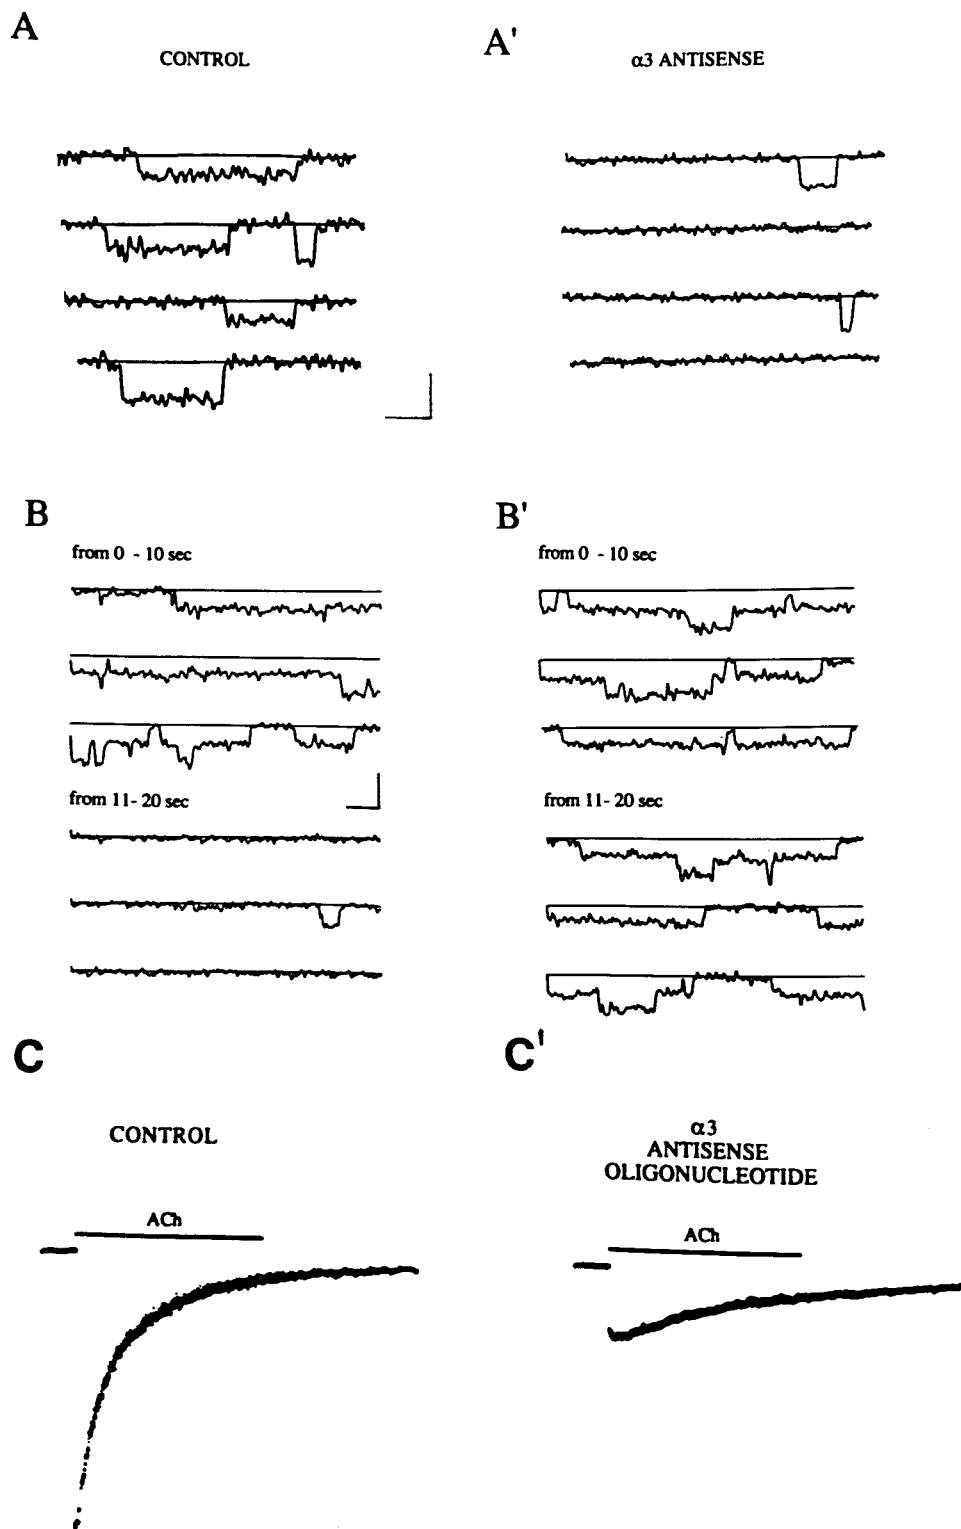 A
A'
CONTROL
α3 ANTISENSE
B
B'
from 0 - 10 sec
from 0 - 10 sec
from 11- 20 sec
from 11- 20 sec
C
C'
CONTROL
α3
ANTISENSE
OLIGONUCLEOTIDE
ACh
ACh